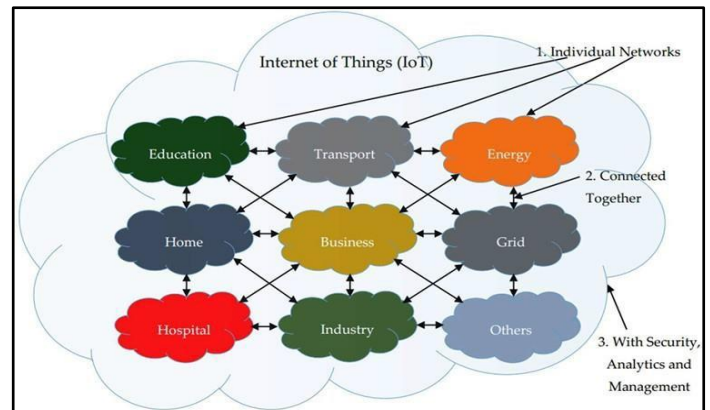 Internet of Things (IoT)
1. Individual Networks
Education
Transport
Energy
2. Connected
Together
Home
Business
Grid
Hospital
Industry
Others
3. With Security,
Analytics and
Management